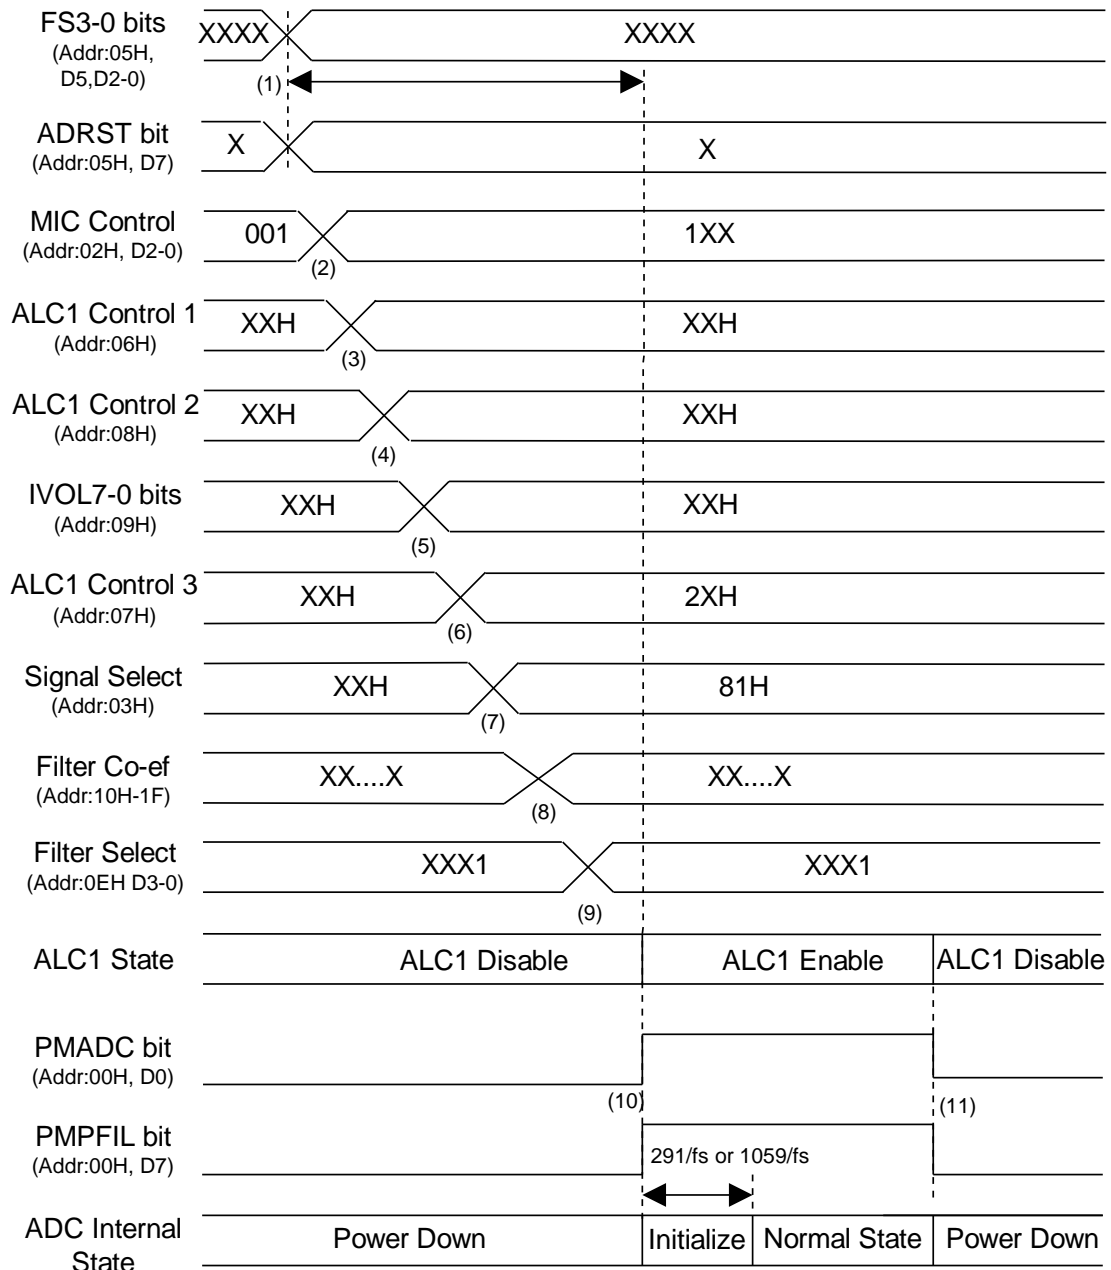 FS3-0 bits
(Addr:05H,
D5,D2-0)
XXXX
XXXX
(1)
ADRST bit
(Addr:05H, D7)
X
X
MIC Control
(Addr:02H, D2-0)
001
1XX
(2)
ALC1 Control 1
(Addr:06H)
XXH
XXH
(3)
ALC1 Control 2
(Addr:08H)
XXH
XXH
(4)
IVOL7-0 bits
(Addr:09H)
XXH
XXH
(5)
ALC1 Control 3
(Addr:07H)
XXH
2XH
(6)
Signal Select
(Addr:03H)
XXH
81H
(7)
Filter Co-ef
(Addr:10H-1F)
XX....X
XX....X
(8)
Filter Select
(Addr:0EH D3-0)
XXX1
XXX1
(9)
ALC1 State
ALC1 Disable
ALC1 Enable
ALC1 Disable
PMADC bit
(Addr:00H, D0)
(10)
(11)
PMPFIL bit
(Addr:00H, D7)
291/fs or 1059/fs
ADC Internal
State
Power Down
Initialize
Normal State
Power Down